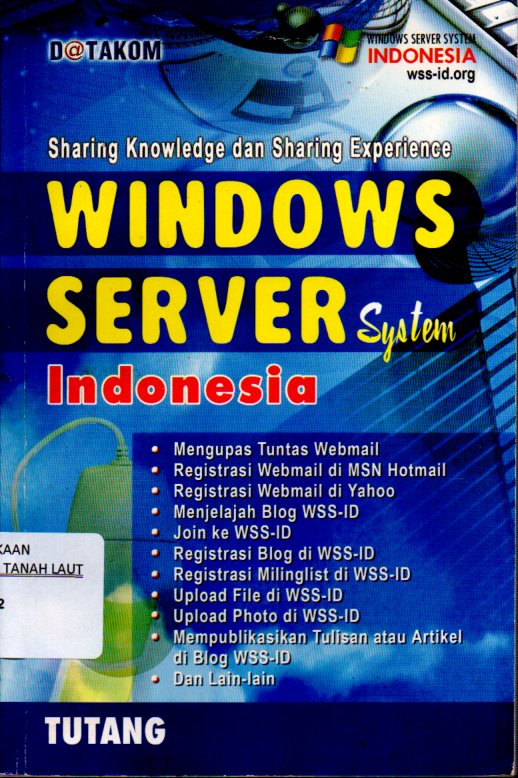 D@TAKOM
WINDOWS SERVER SYSTEM
INDONESIA
wss-id.org
Sharing Knowledge dan Sharing Experience
WINDOWS
SERVER System
Indonesia
• Mengupas Tuntas Webmail
• Registrasi Webmail di MSN Hotmail
• Registrasi Webmail di Yahoo
• Menjelajah Blog WSS-ID
• Join ke WSS-ID
• Registrasi Blog di WSS-ID
• Registrasi Milinglist di WSS-ID
• Upload File di WSS-ID
• Upload Photo di WSS-ID
• Mempublikasikan Tulisan atau Artikel
di Blog WSS-ID
• Dan Lain-lain
KAAN
TANAH LAUT
2
TUTANG